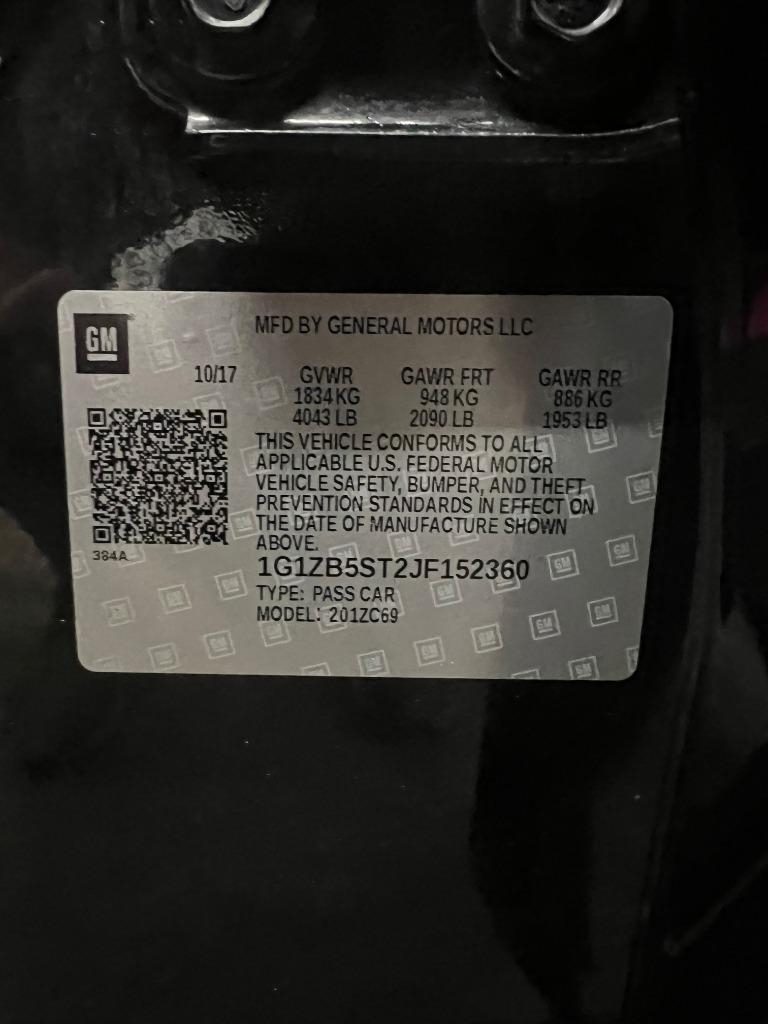 GM
MFD BY GENERAL MOTORS LLC
10/17 GVWR GAWR FRT GAWR RR
1834 KG 948 KG 886 KG
4043 LB 2090 LB 1953 LB
THIS VEHICLE CONFORMS TO ALL
APPLICABLE U.S. FEDERAL MOTOR
VEHICLE SAFETY, BUMPER, AND THEFT
PREVENTION STANDARDS IN EFFECT ON
THE DATE OF MANUFACTURE SHOWN
ABOVE.
384A
1G1ZB5ST2JF152360
TYPE: PASS CAR
MODEL: 201ZC69